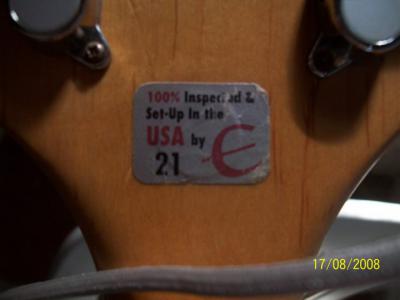 100% Inspected &
Set-Up In the
USA by E
21
17/08/2008